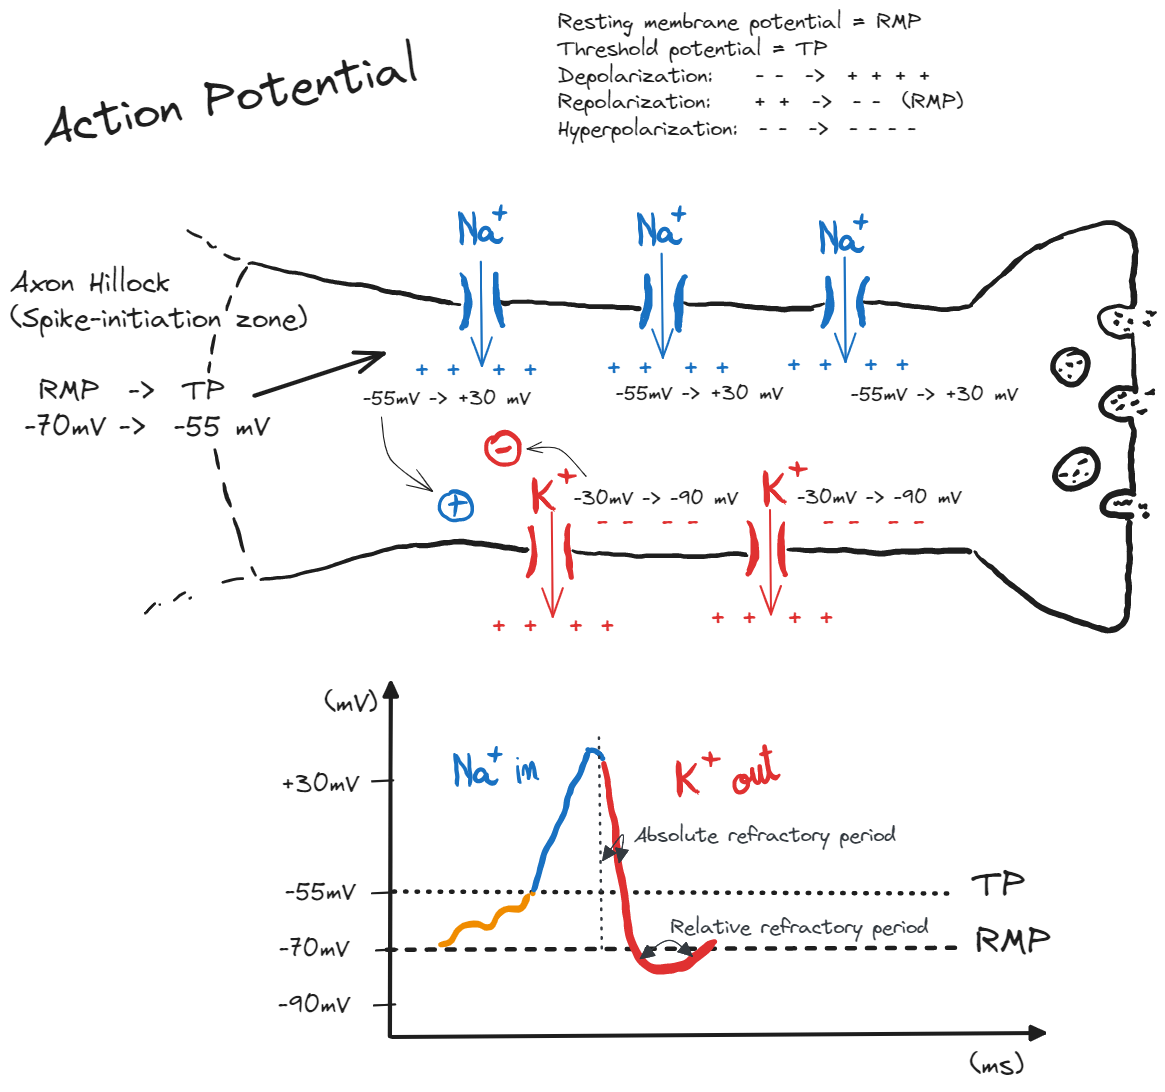 Action Potential
Resting membrane potential = RMP
Threshold potential = TP
Depolarization: - - -> + + + +
Repolarization: + + -> - - (RMP)
Hyperpolarization: - - -> - - - -
Na+ Na+ Na+
Axon Hillock
(Spike-initiation zone)
RMP -> TP
-70mV -> -55 mV
+ + + + + + + + + + + +
-55mV -> +30 mV -55mV -> +30 mV -55mV -> +30 mV
-
+
K+ -30mV -> -90 mV K+ -30mV -> -90 mV
- - - - - - - -
+ + + + + + + +
(mV)
Na+ in K+ out
+30mV
Absolute refractory period
-55mV TP
Relative refractory period
-70mV RMP
-90mV
(ms)